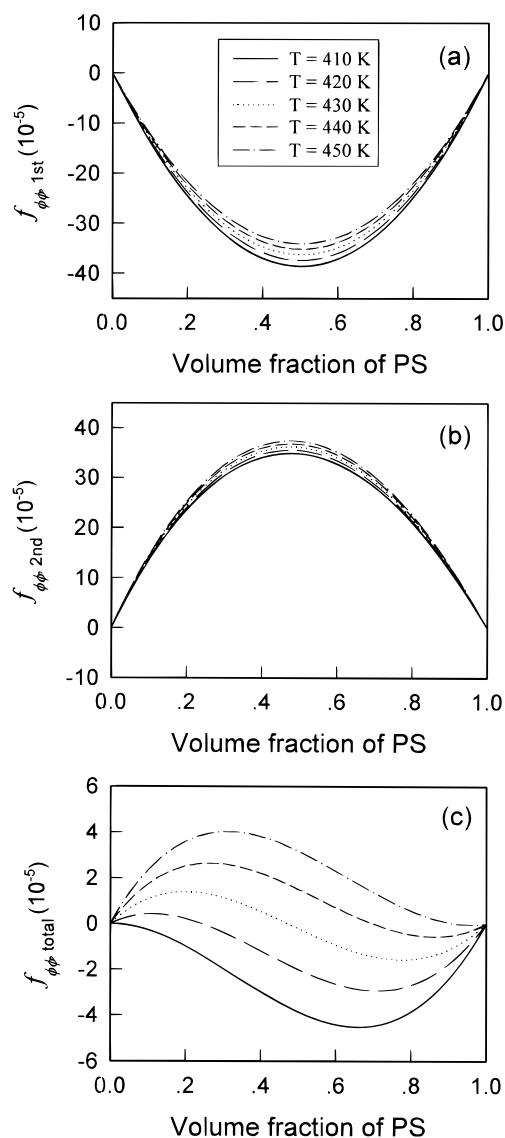 10
0
-10
-20
-30
-40
f φφ, 1st (10⁻⁵)
(a)
T = 410 K
T = 420 K
T = 430 K
T = 440 K
T = 450 K
0.0 .2 .4 .6 .8 1.0
Volume fraction of PS
40
30
20
10
0
-10
f φφ, 2nd (10⁻⁵)
(b)
0.0 .2 .4 .6 .8 1.0
Volume fraction of PS
6
4
2
0
-2
-4
-6
f φφ, total (10⁻⁵)
(c)
0.0 .2 .4 .6 .8 1.0
Volume fraction of PS